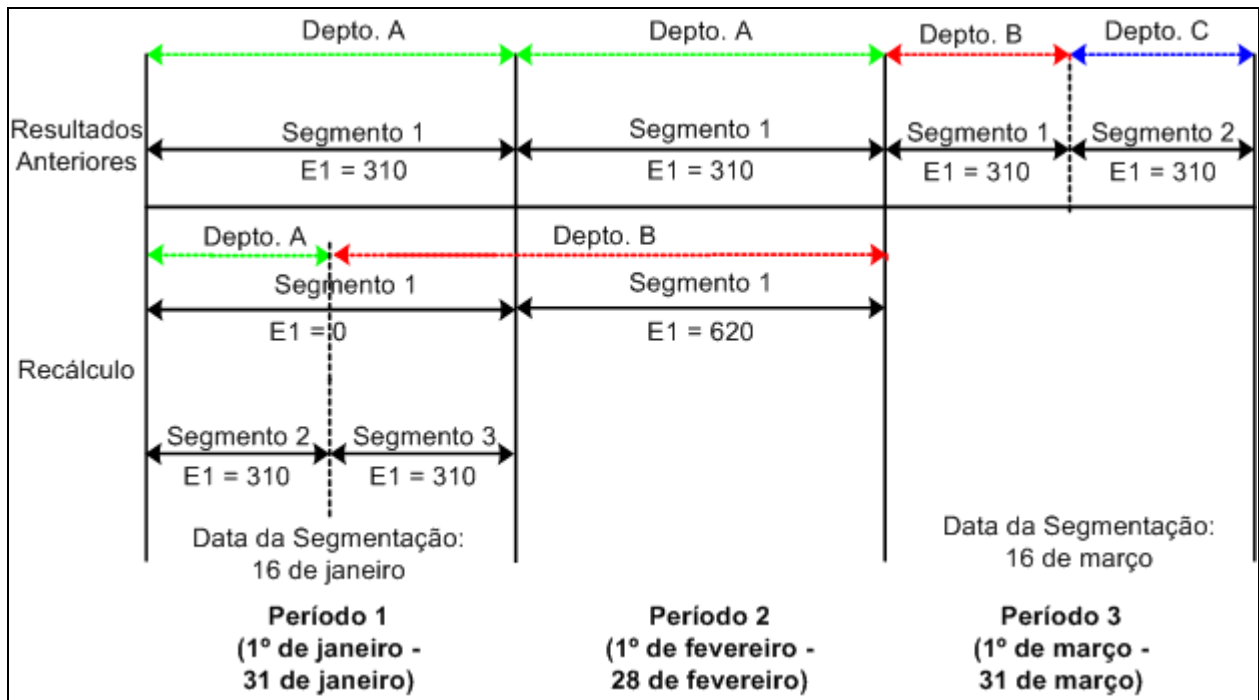 Depto. A
Depto. A
Depto. B
Depto. C
Resultados
Anteriores
Segmento 1
E1 = 310
Segmento 1
E1 = 310
Segmento 1
E1 = 310
Segmento 2
E1 = 310
Recálculo
Depto. A
Depto. B
Segmento 1
E1 = 0
Segmento 1
E1 = 620
Segmento 2
E1 = 310
Segmento 3
E1 = 310
Data da Segmentação:
16 de janeiro
Data da Segmentação:
16 de março
Período 1
(1º de janeiro -
31 de janeiro)
Período 2
(1º de fevereiro -
28 de fevereiro)
Período 3
(1º de março -
31 de março)